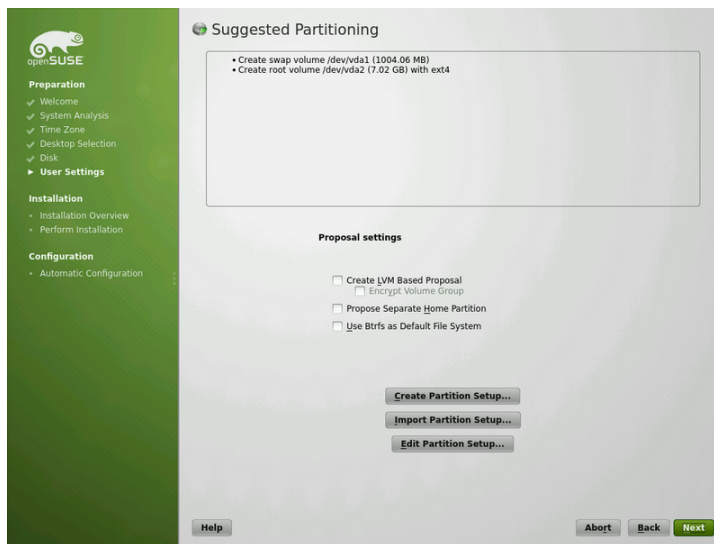 openSUSE
Preparation
Welcome
System Analysis
Time Zone
Desktop Selection
Disk
User Settings
Installation
Installation Overview
Perform Installation
Configuration
Automatic Configuration
Suggested Partitioning
• Create swap volume /dev/vda1 (1004.06 MB)
• Create root volume /dev/vda2 (7.02 GB) with ext4
Proposal settings
Create LVM Based Proposal
Encrypt Volume Group
Propose Separate Home Partition
Use Btrfs as Default File System
Create Partition Setup...
Import Partition Setup...
Edit Partition Setup...
Help
Abort
Back
Next